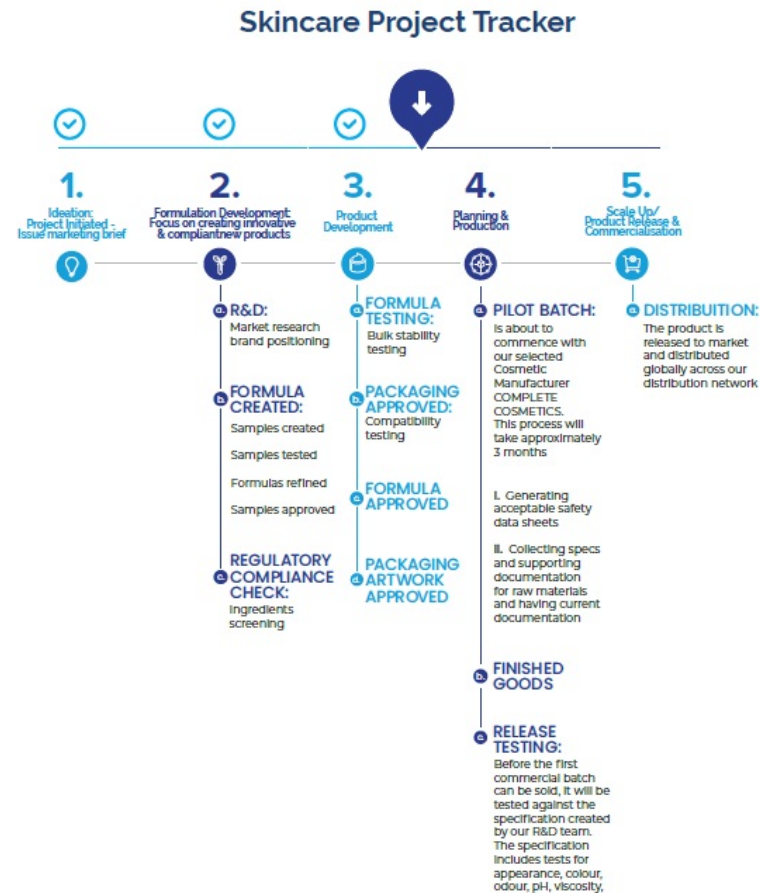 Skincare Project Tracker
1.
Ideation:
Project Initiated -
Issue marketing brief
2.
Formulation Development:
Focus on creating innovative
& compliantnew products
a. R&D:
Market research
brand positioning
b. FORMULA
CREATED:
Samples created
Samples tested
Formulas refined
Samples approved
c. REGULATORY
COMPLIANCE
CHECK:
Ingredients
screening
3.
Product
Development
a. FORMULA
TESTING:
Bulk stability
testing
b. PACKAGING
APPROVED:
Compatibility
testing
c. FORMULA
APPROVED
d. PACKAGING
ARTWORK
APPROVED
4.
Planning &
Production
a. PILOT BATCH:
Is about to
commence with
our selected
Cosmetic
Manufacturer
COMPLETE
COSMETICS.
This process will
take approximately
3 months
I. Generating
acceptable safety
data sheets
II. Collecting specs
and supporting
documentation
for raw materials
and having current
documentation
b. FINISHED
GOODS
c. RELEASE
TESTING:
Before the first
commercial batch
can be sold, it will be
tested against the
specification created
by our R&D team.
The specification
includes tests for
appearance, colour,
odour, pH, viscosity,
5.
Scale Up/
Product Release &
Commercialisation
a. DISTRIBUITION:
The product is
released to market
and distributed
globally across our
distribution network